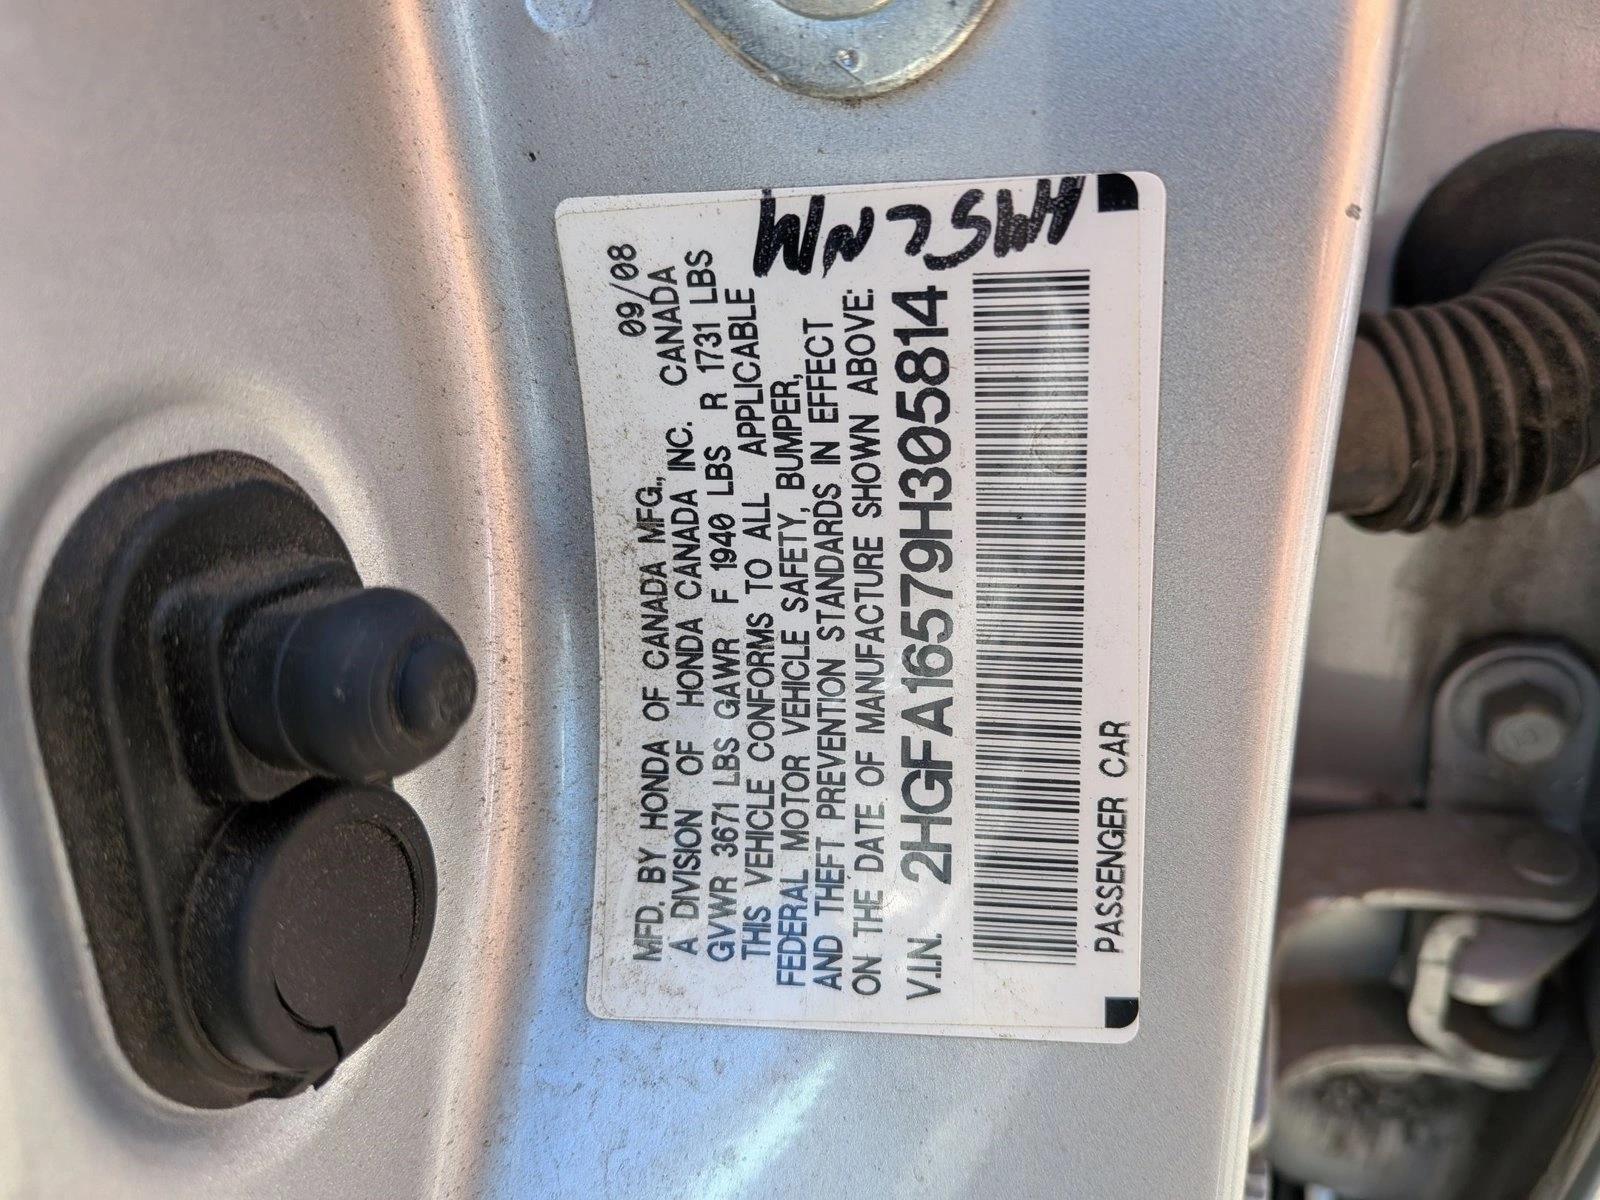 09/08
MFD. BY HONDA OF CANADA MFG.,
A DIVISION OF HONDA CANADA INC. CANADA
GVWR 3671 LBS GAWR F 1940 LBS R 1731 LBS
THIS VEHICLE CONFORMS TO ALL APPLICABLE
FEDERAL MOTOR VEHICLE SAFETY, BUMPER,
AND THEFT PREVENTION STANDARDS IN EFFECT
ON THE DATE OF MANUFACTURE SHOWN ABOVE.
V.I.N. 2HGFA16579H305814
PASSENGER CAR